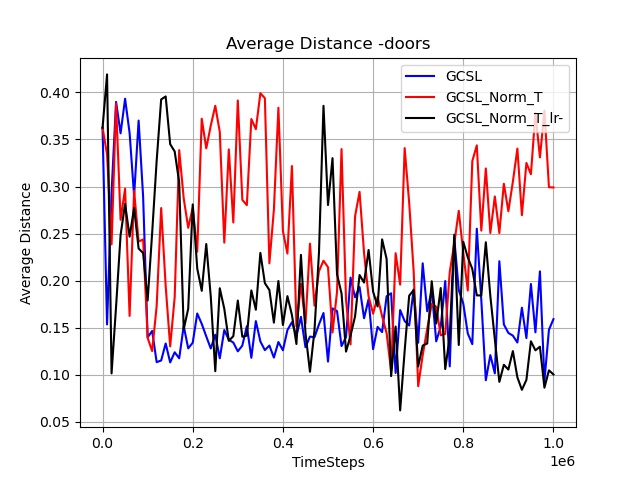 Average Distance -doors
GCSL
GCSL_Norm_T
GCSL_Norm_T_lr-
Average Distance
0.40
0.35
0.30
0.25
0.20
0.15
0.10
0.05
0.0 0.2 0.4 0.6 0.8 1.0
1e6
TimeSteps